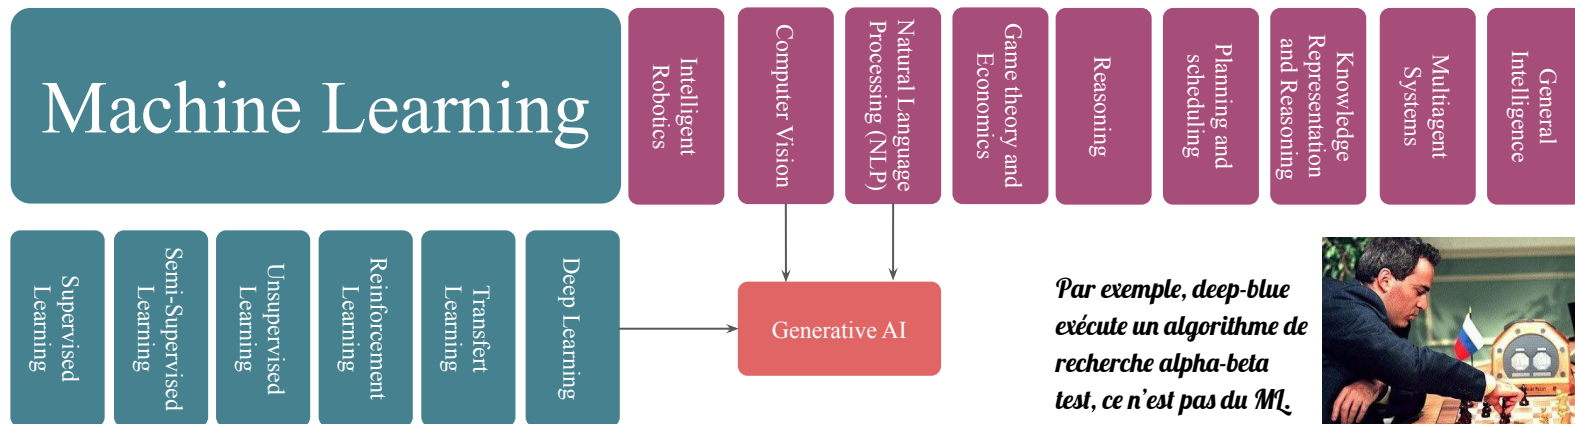 Machine Learning
Intelligent
Robotics
Computer Vision
Natural Language
Processing (NLP)
Game theory and
Economics
Reasoning
Planning and
scheduling
Knowledge
Representation
and Reasoning
Multiagent
Systems
General
Intelligence
Supervised
Learning
Semi-Supervised
Learning
Unsupervised
Learning
Reinforcement
Learning
Transfert
Learning
Deep Learning
Generative AI
Par exemple, deep-blue
exécute un algorithme de
recherche alpha-beta
test, ce n’est pas du ML.